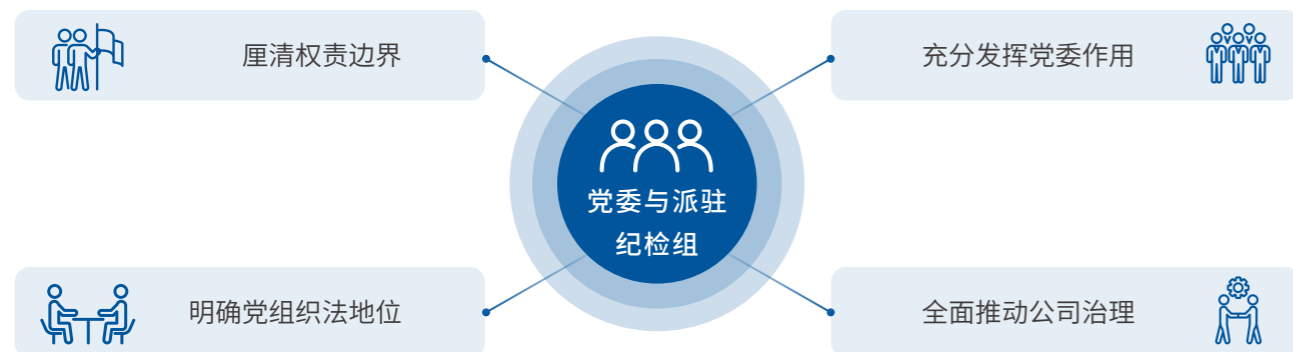 厘清权责边界
充分发挥党委作用
党委与派驻
纪检组
明确党组织法地位
全面推动公司治理